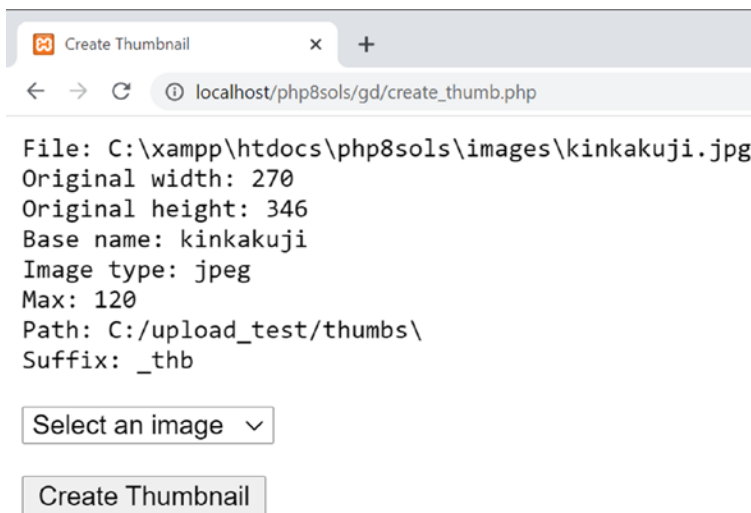 Create Thumbnail
localhost/php8sols/gd/create_thumb.php
File: C:\xampp\htdocs\php8sols\images\kinkakuji.jpg
Original width: 270
Original height: 346
Base name: kinkakuji
Image type: jpeg
Max: 120
Path: C:/upload_test/thumbs\
Suffix: _thb
Select an image
Create Thumbnail